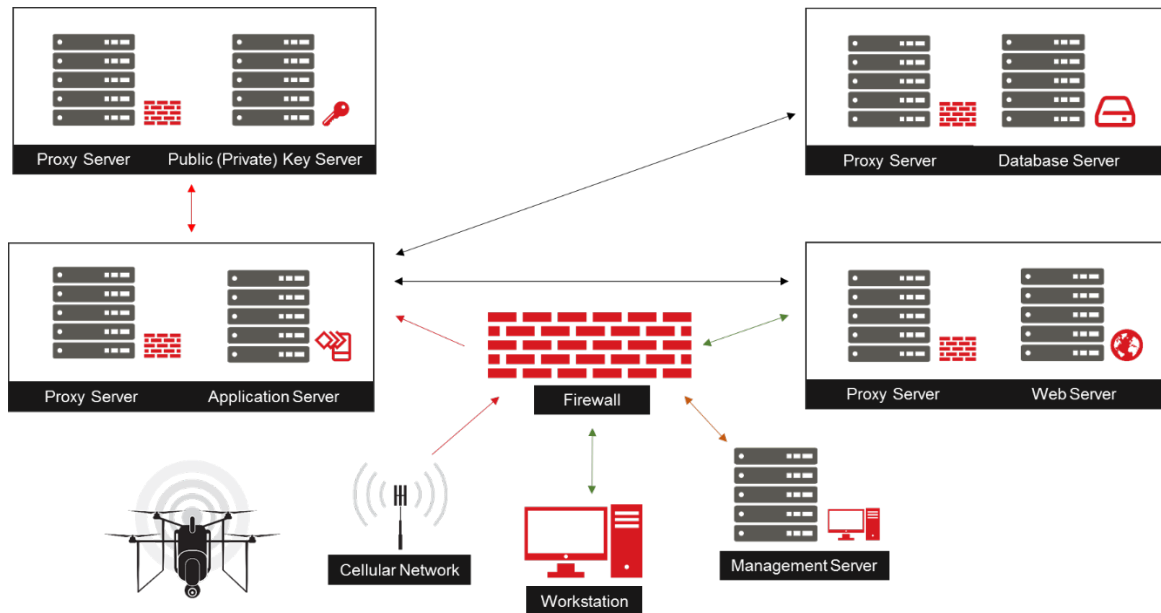 Proxy Server Public (Private) Key Server
Proxy Server Database Server
Proxy Server Application Server
Proxy Server Web Server
Firewall
Cellular Network
Workstation
Management Server